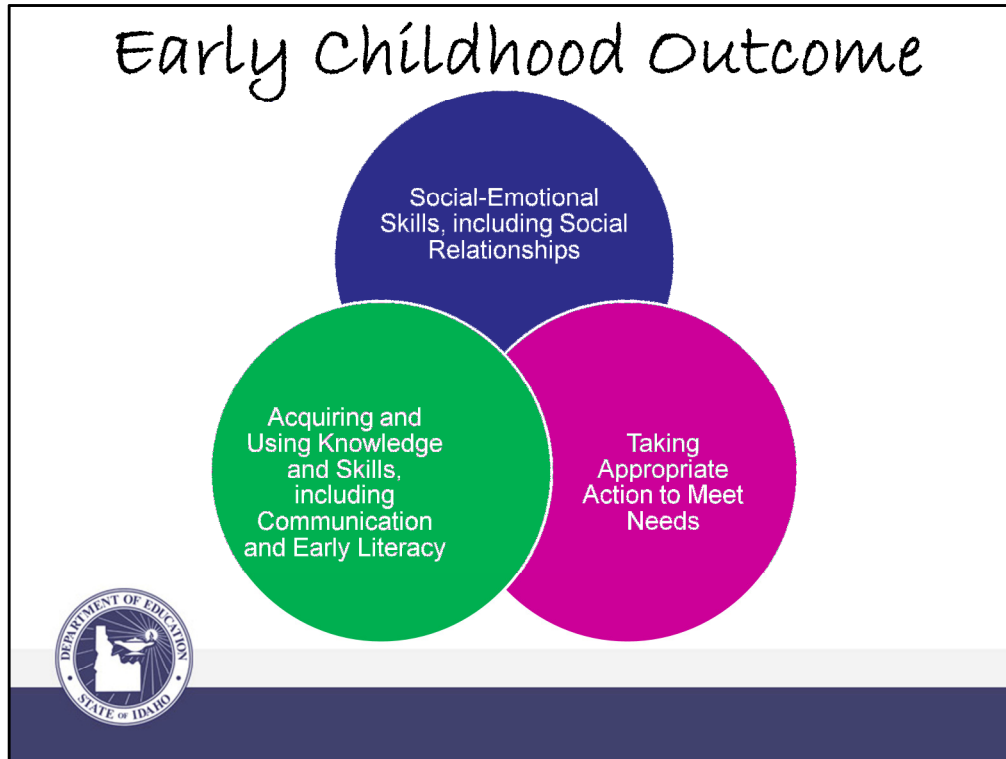 Early Childhood Outcome
Social-Emotional
Skills, including Social
Relationships
Acquiring and
Using Knowledge
and Skills,
including
Communication
and Early Literacy
Taking
Appropriate
Action to Meet
Needs
DEPARTMENT OF EDUCATION
STATE OF IDAHO